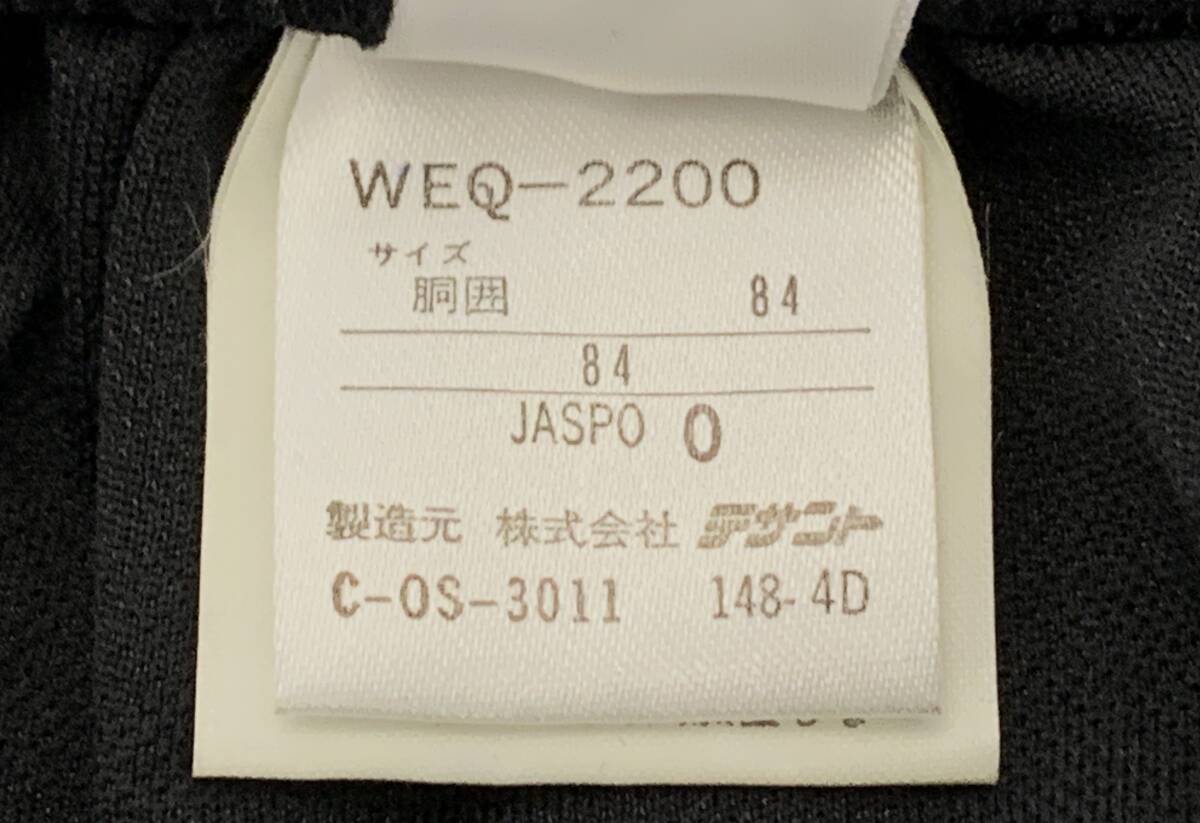 WEQ-2200
サイズ
胴囲 84
84
JASPO O
製造元 株式会社 デサント
C-OS-3011 148-4D